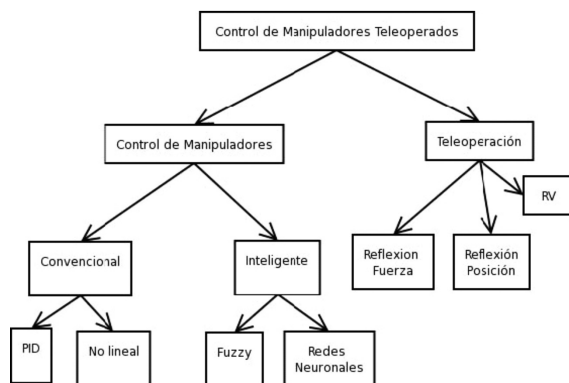 Control de Manipuladores Teleoperados
Control de Manipuladores
Teleoperación
RV
Convencional
Inteligente
Reflexion
Fuerza
Reflexión
Posición
PID
No lineal
Fuzzy
Redes
Neuronales